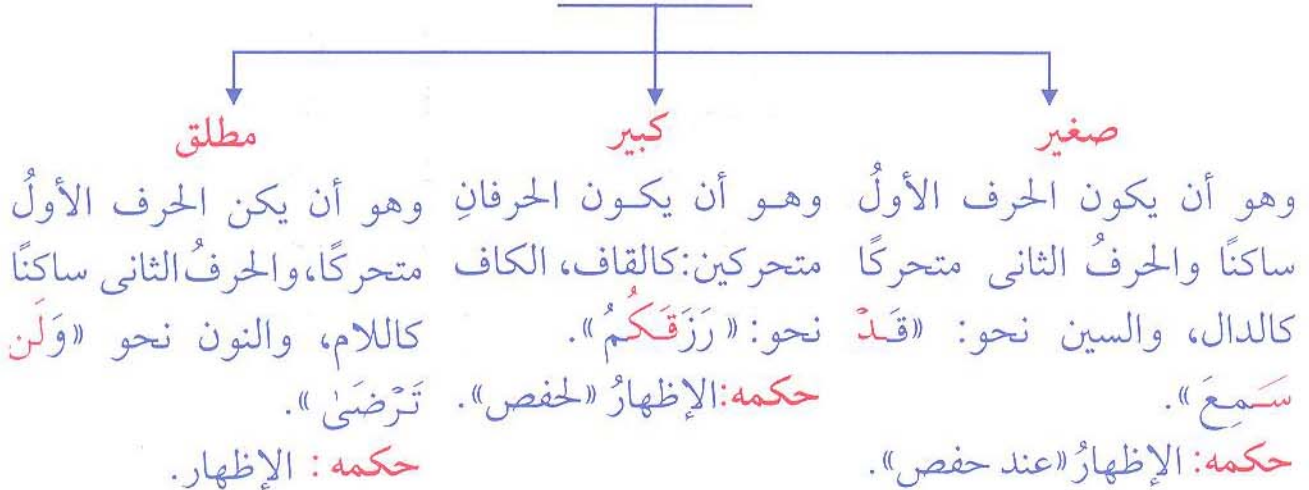 صغير
وهو أن يكون الحرف الأولُ
ساكنًا والحرفُ الثانى متحركًا
كالدال، والسين نحو: «قَدْ
سَمِعَ».
حكمه: الإظهارُ «عند حفص».
كبير
وهو أن يكون الحرفانِ
متحركين: كالقاف، الكاف
نحو: «رَزَقَكُمُ».
حكمه: الإظهارُ «لحفص».
مطلق
وهو أن يكن الحرف الأولُ
متحركًا، والحرفُ الثانى ساكنًا
كاللام، والنون نحو «وَلَن
تَرْضَىٰ».
حكمه : الإظهار.